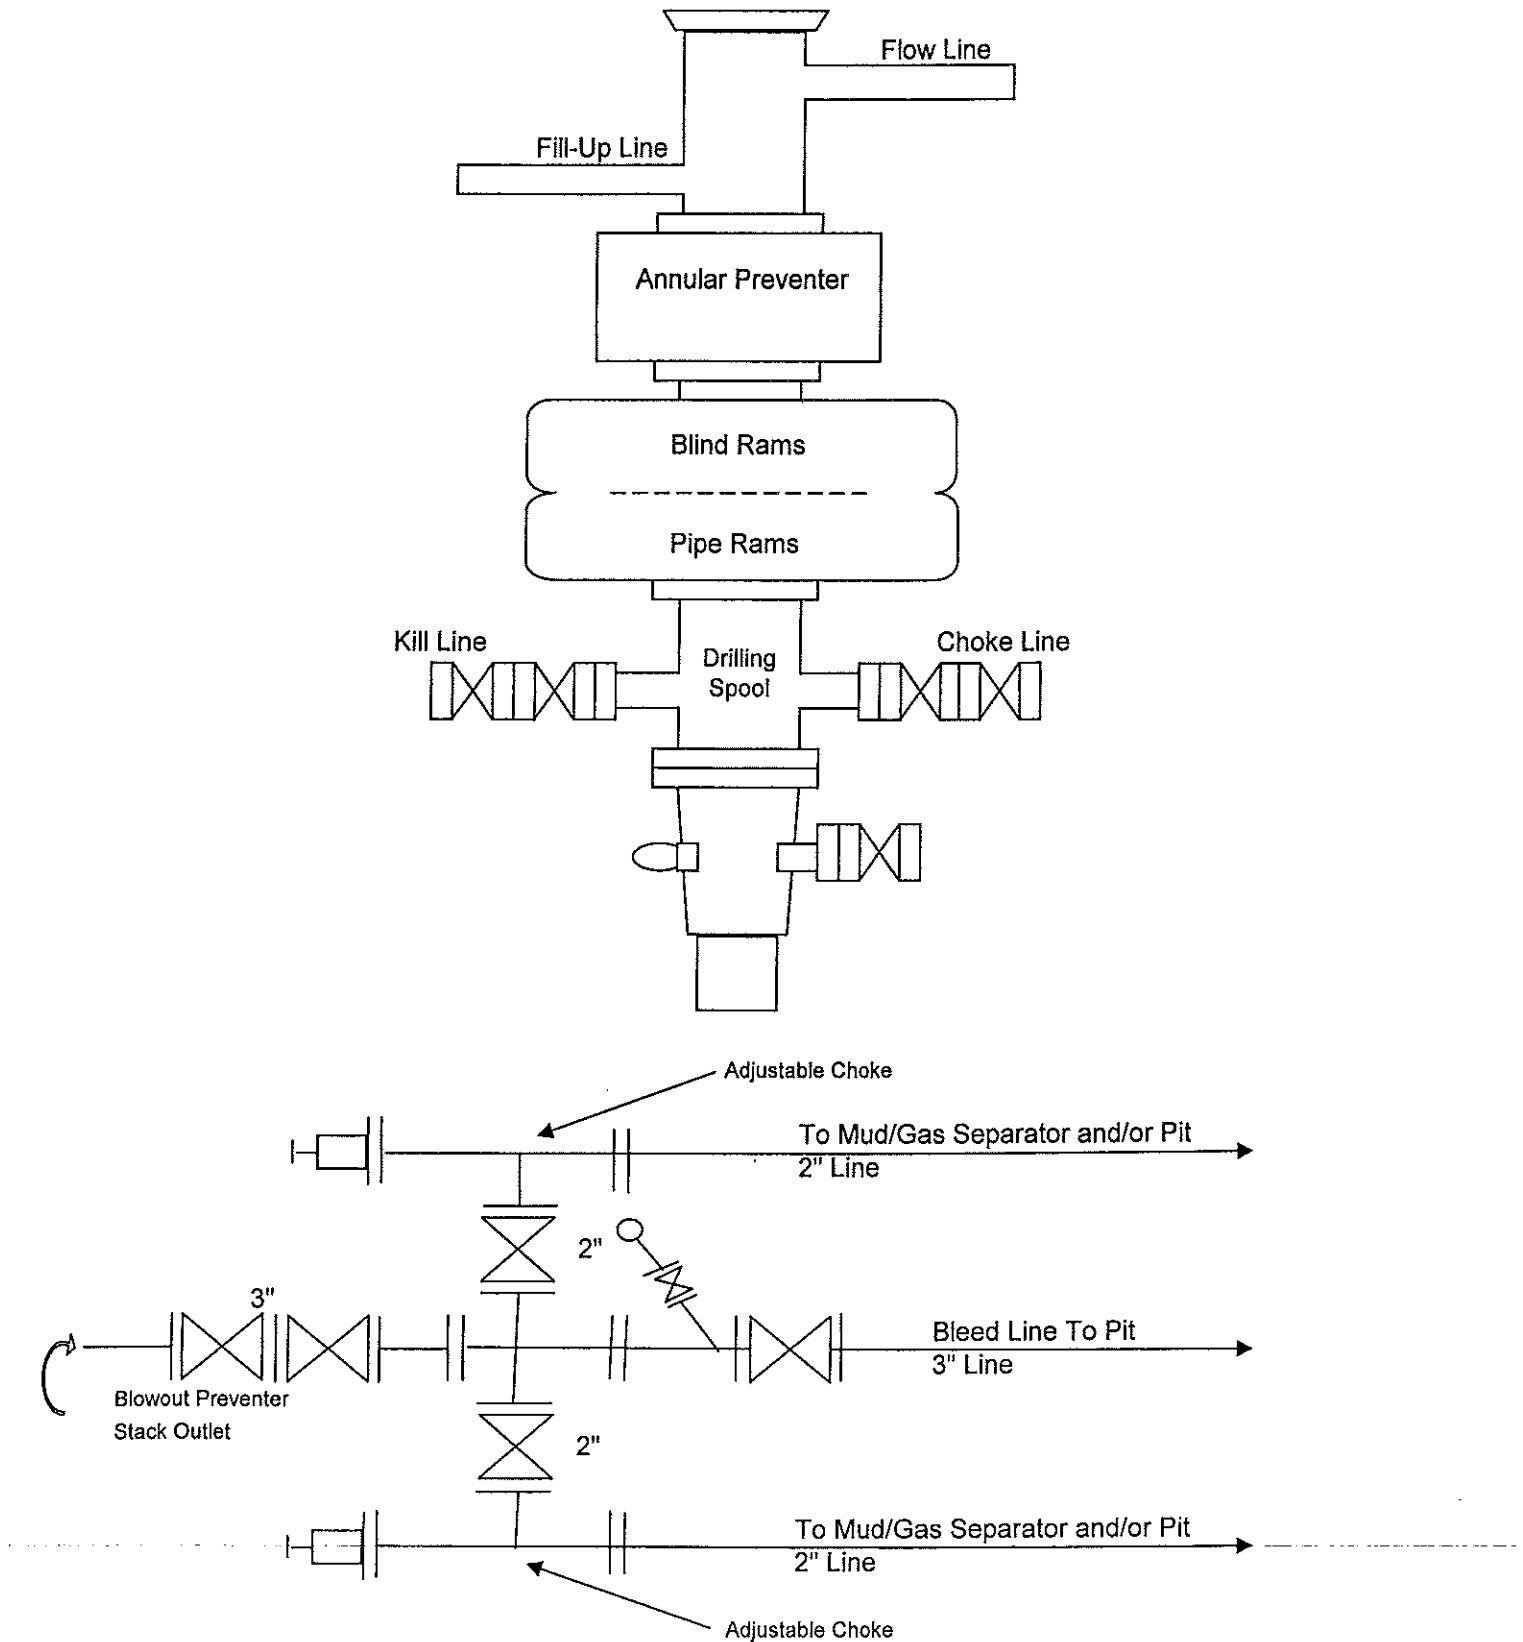 Flow Line
Fill-Up Line
Annular Preventer
Blind Rams
Pipe Rams
Kill Line
Choke Line
Drilling
Spool
Adjustable Choke
To Mud/Gas Separator and/or Pit
2" Line
2"
3"
Bleed Line To Pit
3" Line
Blowout Preventer
Stack Outlet
2"
To Mud/Gas Separator and/or Pit
2" Line
Adjustable Choke